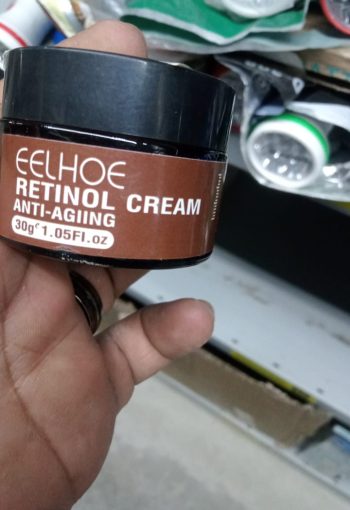 EELHOE
RETINOL CREAM
ANTI-AGIING
30g℮ 1.05Fl.oz